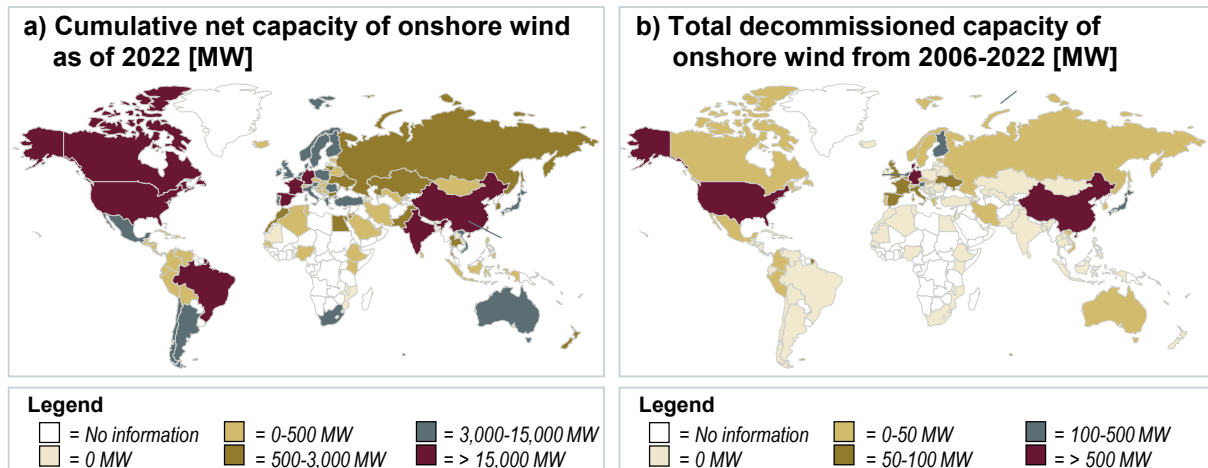 a) Cumulative net capacity of onshore wind
as of 2022 [MW]
b) Total decommissioned capacity of
onshore wind from 2006-2022 [MW]
Legend
= No information
= 0-500 MW
= 3,000-15,000 MW
= 0 MW
= 500-3,000 MW
= > 15,000 MW
Legend
= No information
= 0-50 MW
= 100-500 MW
= 0 MW
= 50-100 MW
= > 500 MW